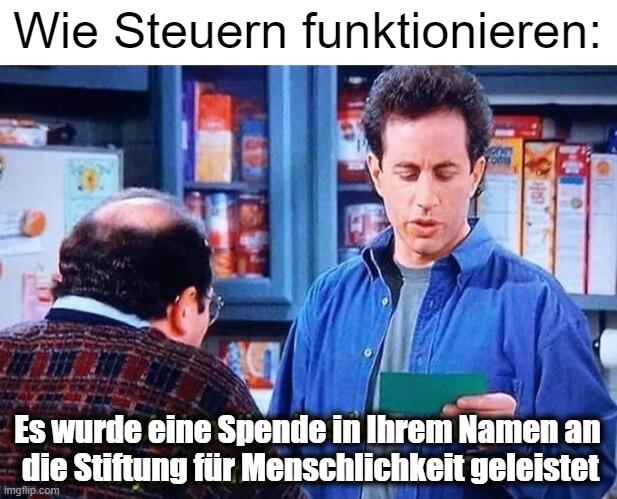 Wie Steuern funktionieren:
Es wurde eine Spende in Ihrem Namen an
die Stiftung für Menschlichkeit geleistet
imgflip.com